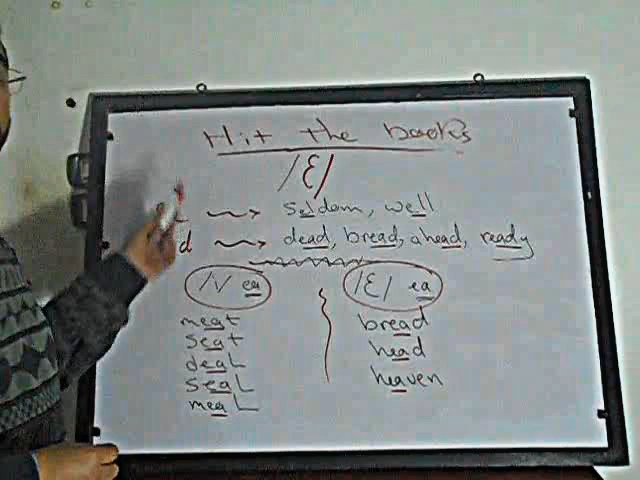 Hit the books
/ɛ/
seldom, well
d dead, bread, ahead, ready
/i/ ea /ɛ/ ea
meat bread
seat head
deal heaven
seal
meal